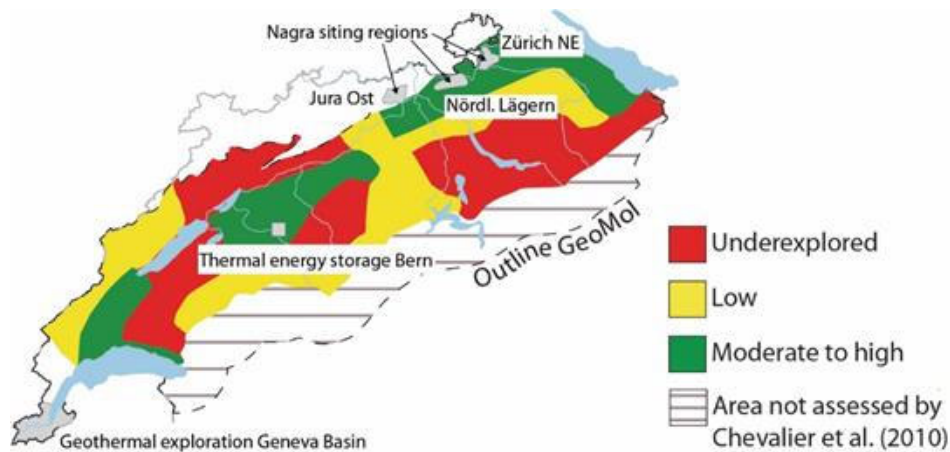 Nagra siting regions
Zürich NE
Jura Ost
Nördl. Lägern
Thermal energy storage Bern
Outline GeoMol
Geothermal exploration Geneva Basin
Underexplored
Low
Moderate to high
Area not assessed by
Chevalier et al. (2010)